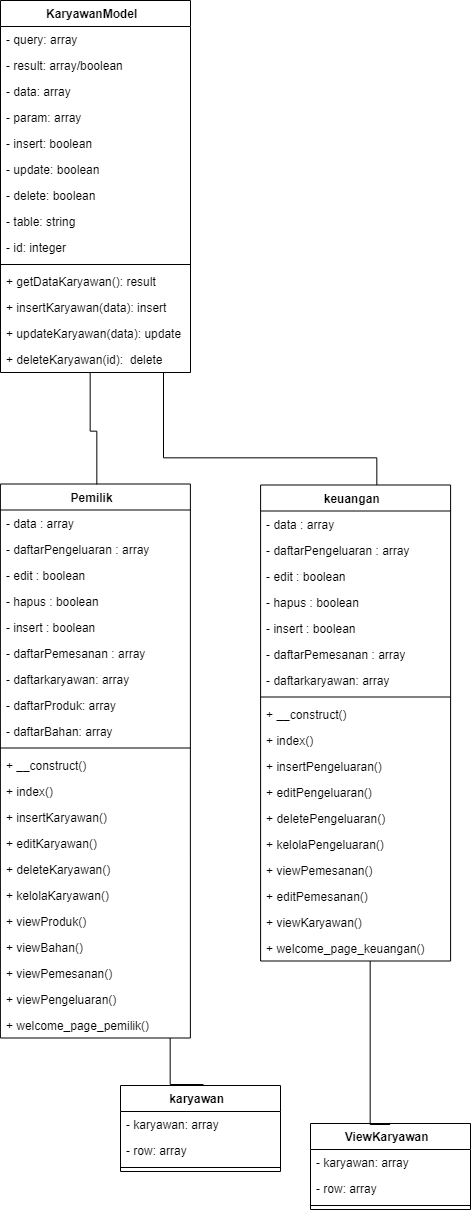 KaryawanModel
- query: array
- result: array/boolean
- data: array
- param: array
- insert: boolean
- update: boolean
- delete: boolean
- table: string
- id: integer
+ getDataKaryawan(): result
+ insertKaryawan(data): insert
+ updateKaryawan(data): update
+ deleteKaryawan(id):  delete
Pemilik
- data : array
- daftarPengeluaran : array
- edit : boolean
- hapus : boolean
- insert : boolean
- daftarPemesanan : array
- daftarkaryawan: array
- daftarProduk: array
- daftarBahan: array
+ __construct()
+ index()
+ insertKaryawan()
+ editKaryawan()
+ deleteKaryawan()
+ kelolaKaryawan()
+ viewProduk()
+ viewBahan()
+ viewPemesanan()
+ viewPengeluaran()
+ welcome_page_pemilik()
keuangan
- data : array
- daftarPengeluaran : array
- edit : boolean
- hapus : boolean
- insert : boolean
- daftarPemesanan : array
- daftarkaryawan: array
+ __construct()
+ index()
+ insertPengeluaran()
+ editPengeluaran()
+ deletePengeluaran()
+ kelolaPengeluaran()
+ viewPemesanan()
+ editPemesanan()
+ viewKaryawan()
+ welcome_page_keuangan()
karyawan
- karyawan: array
- row: array
ViewKaryawan
- karyawan: array
- row: array